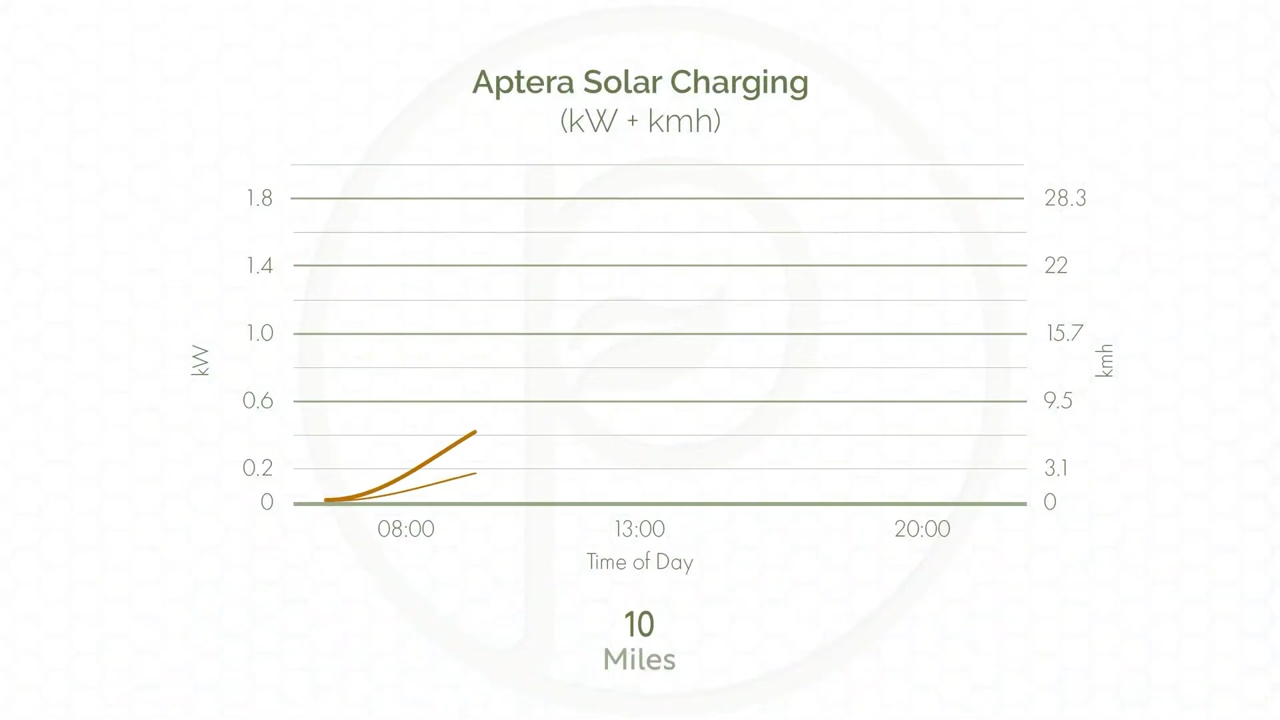 Aptera Solar Charging
(kW + kmh)
1.8
28.3
1.4
22
1.0
15.7
kW
kmh
0.6
9.5
0.2
3.1
0
0
08:00
13:00
20:00
Time of Day
10
Miles